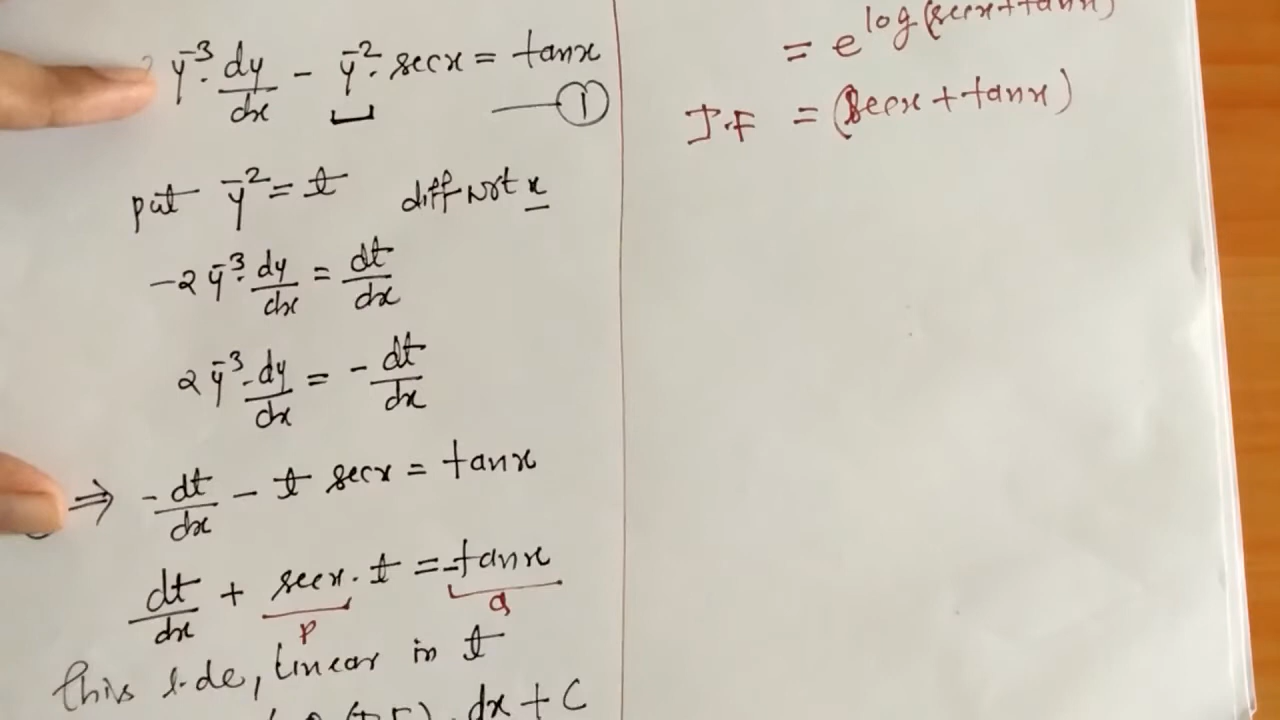 y⁻³· dy/dx - y⁻²· secx = tanx — ①
put y⁻² = t diff wrt x
-2 y⁻³· dy/dx = dt/dx
2 y⁻³· dy/dx = - dt/dx
⇒ - dt/dx - t secx = tanx
dt/dx + secx· t = -tanx
P Q
this l.de, linear in t
dx + C
= e^log(secx+tanx)
I.F = (secx + tanx)